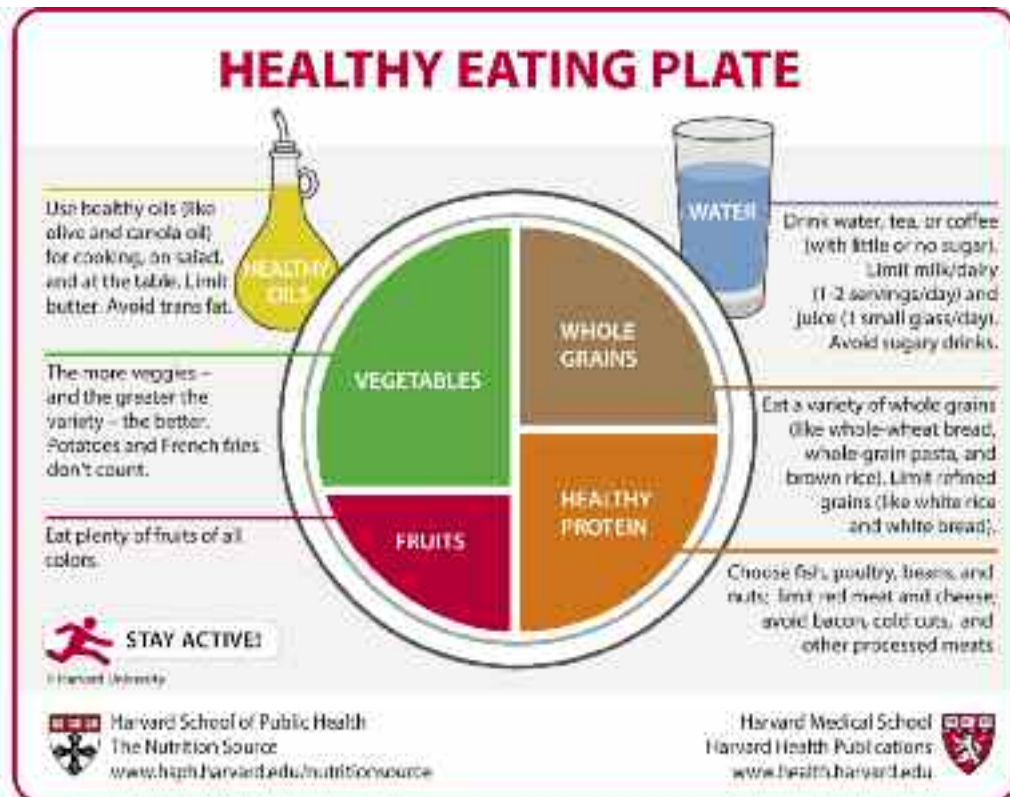 HEALTHY EATING PLATE
Use healthy oils (like
olive and canola oil)
for cooking, on salad,
and at the table. Limit
butter. Avoid trans fat.
HEALTHY
OILS
The more veggies –
and the greater the
variety – the better.
Potatoes and French fries
don't count.
Eat plenty of fruits of all
colors.
STAY ACTIVE!
© Harvard University
VEGETABLES
FRUITS
WHOLE
GRAINS
HEALTHY
PROTEIN
WATER
Drink water, tea, or coffee
(with little or no sugar).
Limit milk/dairy
(1-2 servings/day) and
juice (1 small glass/day).
Avoid sugary drinks.
Eat a variety of whole grains
(like whole-wheat bread,
whole-grain pasta, and
brown rice). Limit refined
grains (like white rice
and white bread).
Choose fish, poultry, beans, and
nuts; limit red meat and cheese;
avoid bacon, cold cuts, and
other processed meats.
Harvard School of Public Health
The Nutrition Source
www.hsph.harvard.edu/nutritionsource
Harvard Medical School
Harvard Health Publications
www.health.harvard.edu